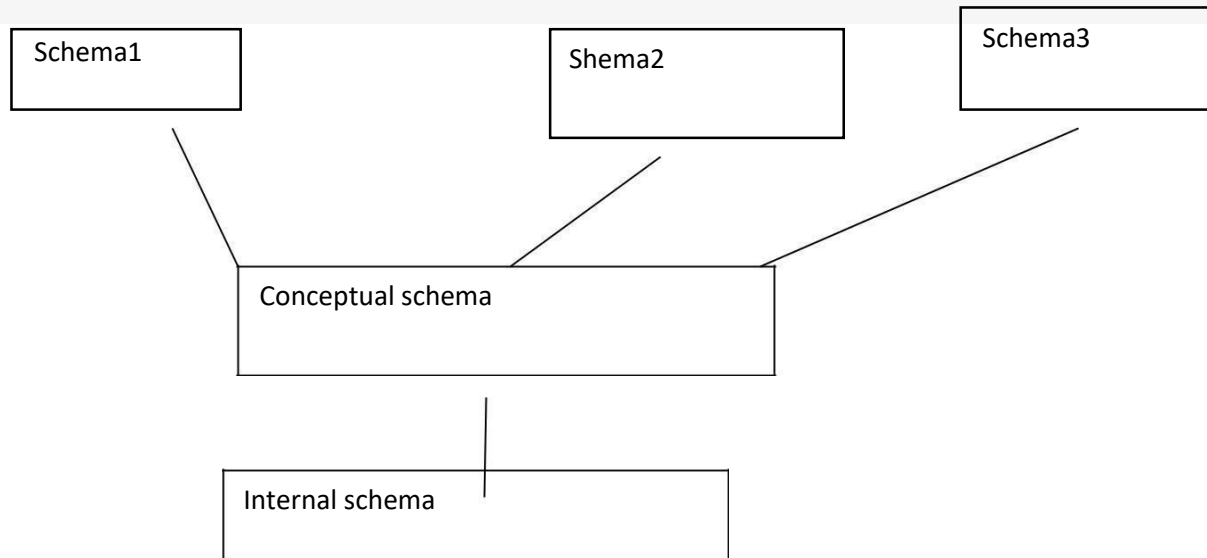 Schema1
Shema2
Schema3
Conceptual schema
Internal schema